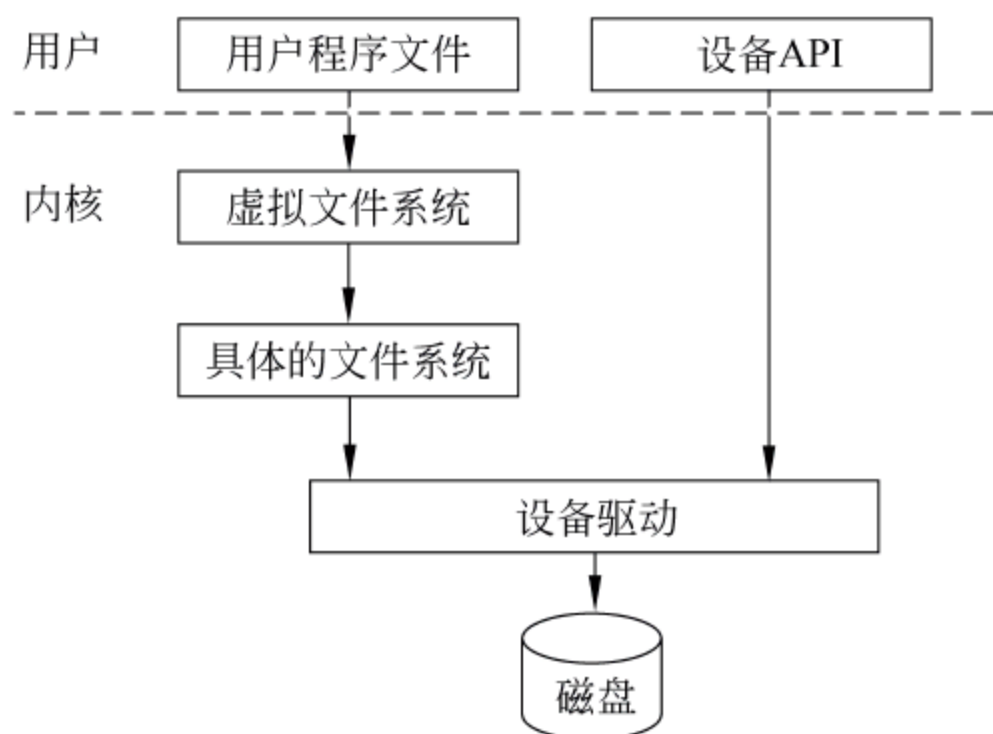 用户
用户程序文件
设备API
内核
虚拟文件系统
具体的文件系统
设备驱动
磁盘